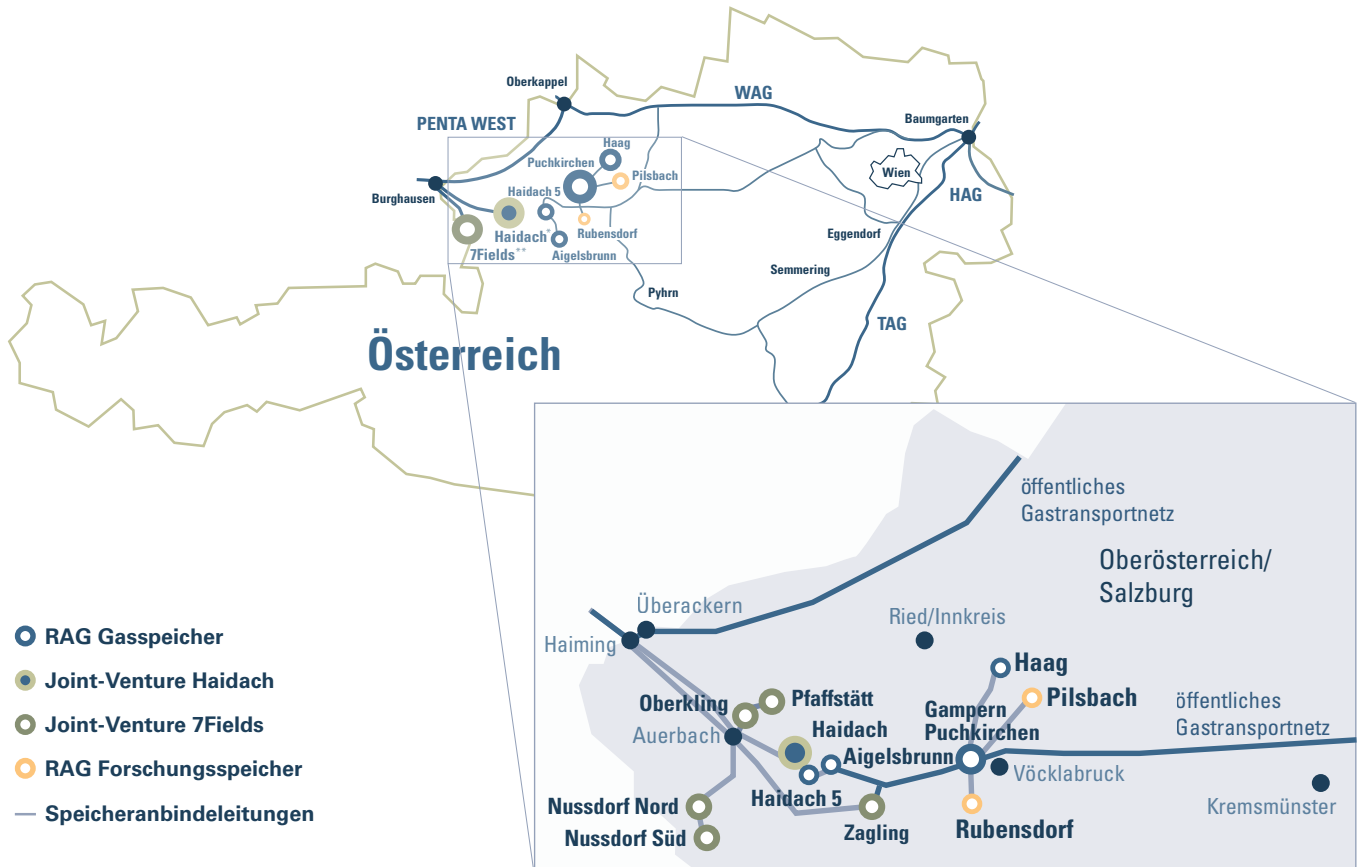 Oberkappel
WAG
Baumgarten
PENTA WEST
Haag
Puchkirchen
Wien
Pilsbach
Haidach 5
Burghausen
HAG
Haidach*
Rubensdorf
Eggendorf
7Fields**
Aigelsbrunn
Semmering
Pyhrn
TAG
Österreich
öffentliches
Gastransportnetz
Oberösterreich/
Salzburg
Überackern
Ried/Innkreis
Haiming
Haag
Pfaffstätt
Pilsbach
Oberkling
öffentliches
Gastransportnetz
Gampern
Puchkirchen
Haidach
Auerbach
Aigelsbrunn
Vöcklabruck
Haidach 5
Kremsmünster
Nussdorf Nord
Zagling
Rubensdorf
Nussdorf Süd
RAG Gasspeicher
Joint-Venture Haidach
Joint-Venture 7Fields
RAG Forschungsspeicher
Speicheranbindeleitungen